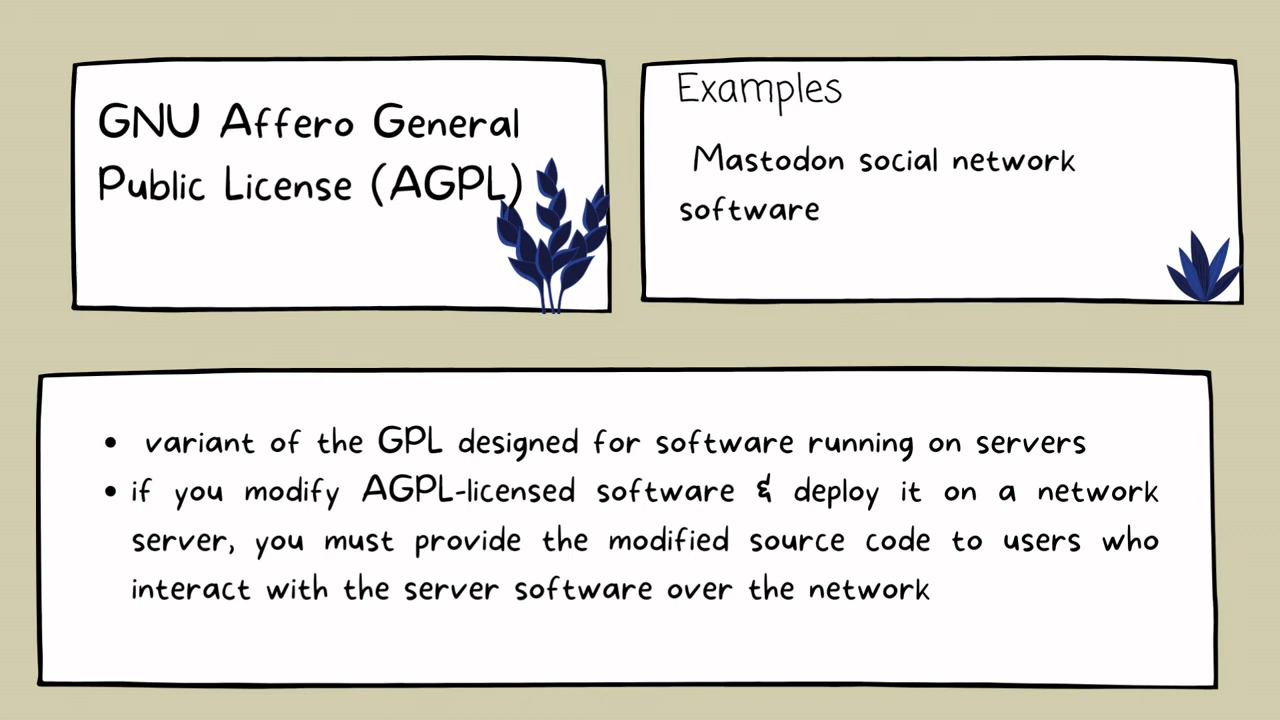 GNU Affero General
Public License (AGPL)
Examples
Mastodon social network
software
• variant of the GPL designed for software running on servers
• if you modify AGPL-licensed software & deploy it on a network
server, you must provide the modified source code to users who
interact with the server software over the network